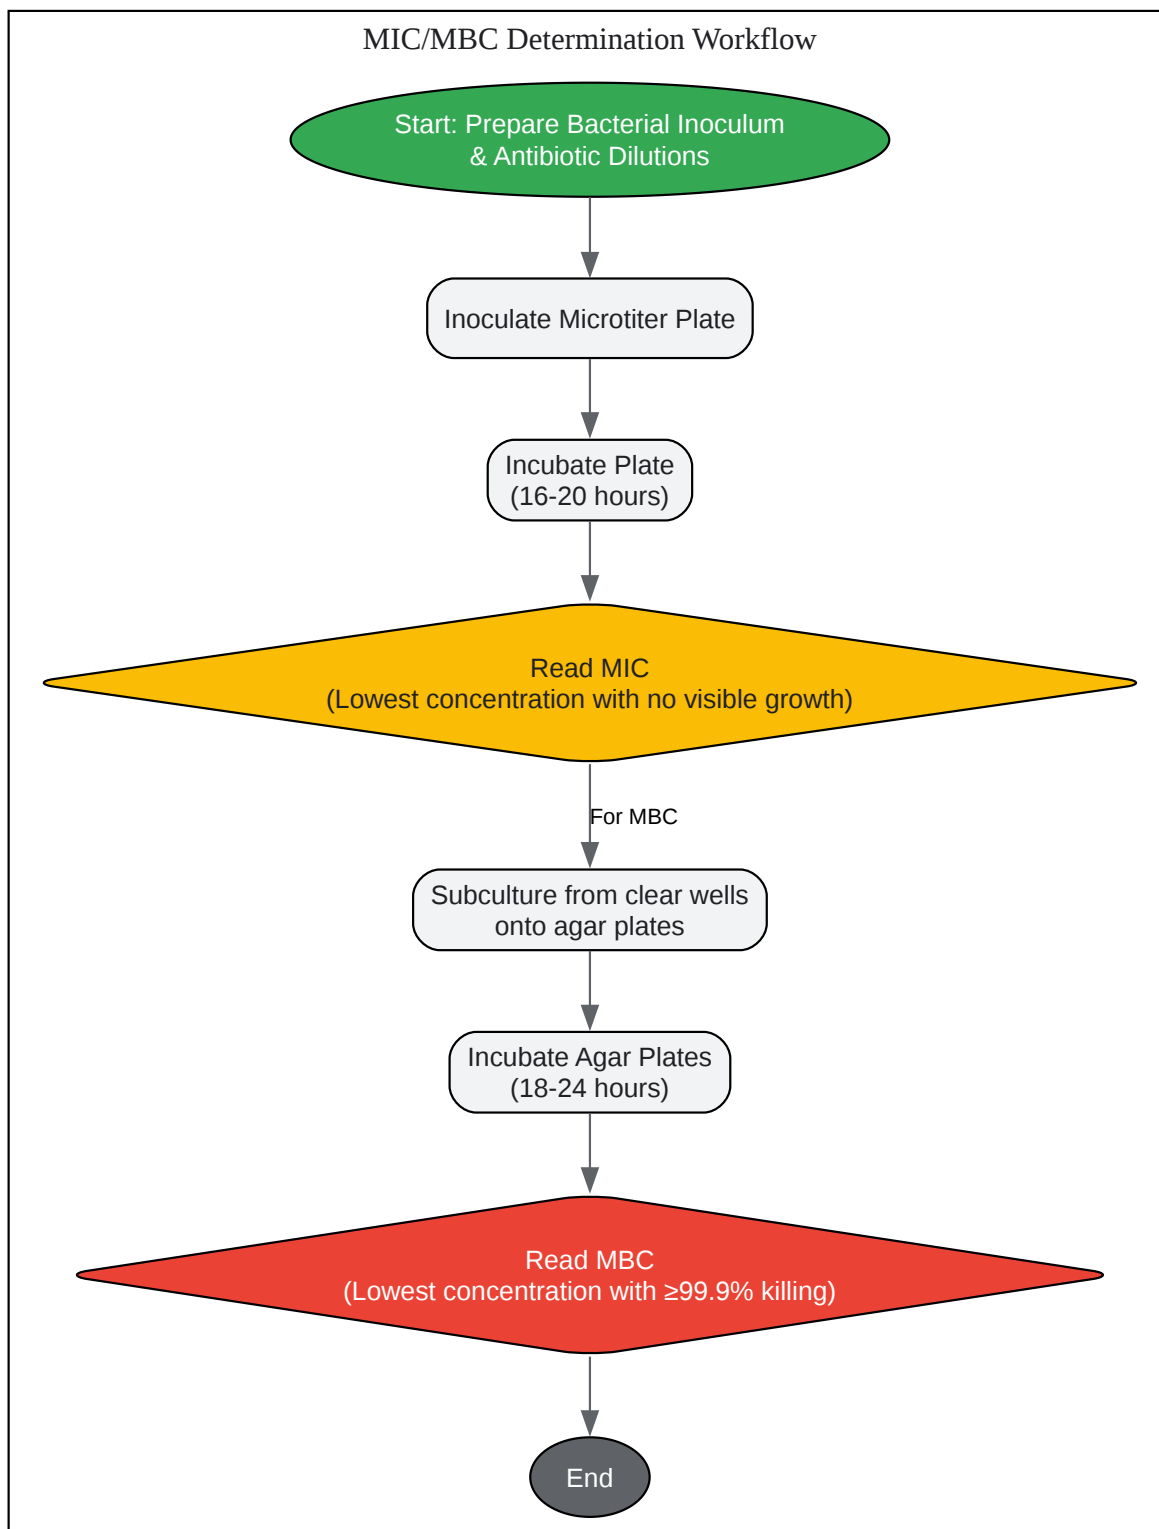 MIC/MBC Determination Workflow
Start: Prepare Bacterial Inoculum
& Antibiotic Dilutions
Inoculate Microtiter Plate
Incubate Plate
(16-20 hours)
Read MIC
(Lowest concentration with no visible growth)
For MBC
Subculture from clear wells
onto agar plates
Incubate Agar Plates
(18-24 hours)
Read MBC
(Lowest concentration with ≥99.9% killing)
End